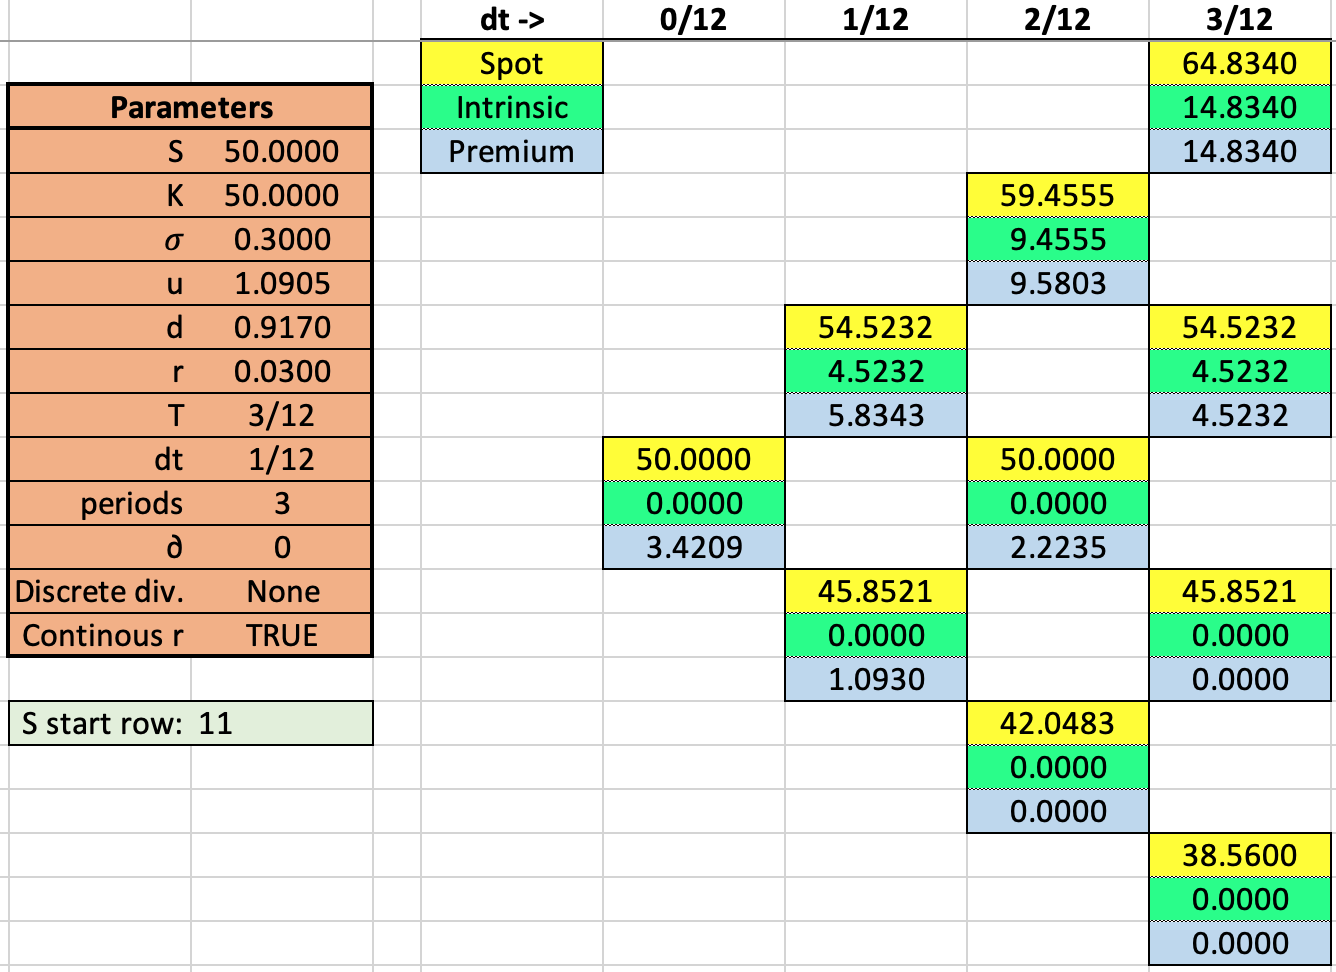 dt -> 0/12 1/12 2/12 3/12
Spot 64.8340
Parameters Intrinsic 14.8340
S 50.0000 Premium 14.8340
K 50.0000 59.4555
σ 0.3000 9.4555
u 1.0905 9.5803
d 0.9170 54.5232 54.5232
r 0.0300 4.5232 4.5232
T 3/12 5.8343 4.5232
dt 1/12 50.0000 50.0000
periods 3 0.0000 0.0000
∂ 0 3.4209 2.2235
Discrete div. None 45.8521 45.8521
Continous r TRUE 0.0000 0.0000
1.0930 0.0000
S start row: 11 42.0483
0.0000
0.0000
38.5600
0.0000
0.0000